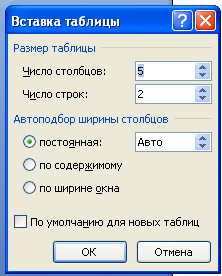 Вставка таблицы
Размер таблицы
Число столбцов: 5
Число строк: 2
Автоподбор ширины столбцов
постоянная: Авто
по содержимому
по ширине окна
По умолчанию для новых таблиц
ОК Отмена